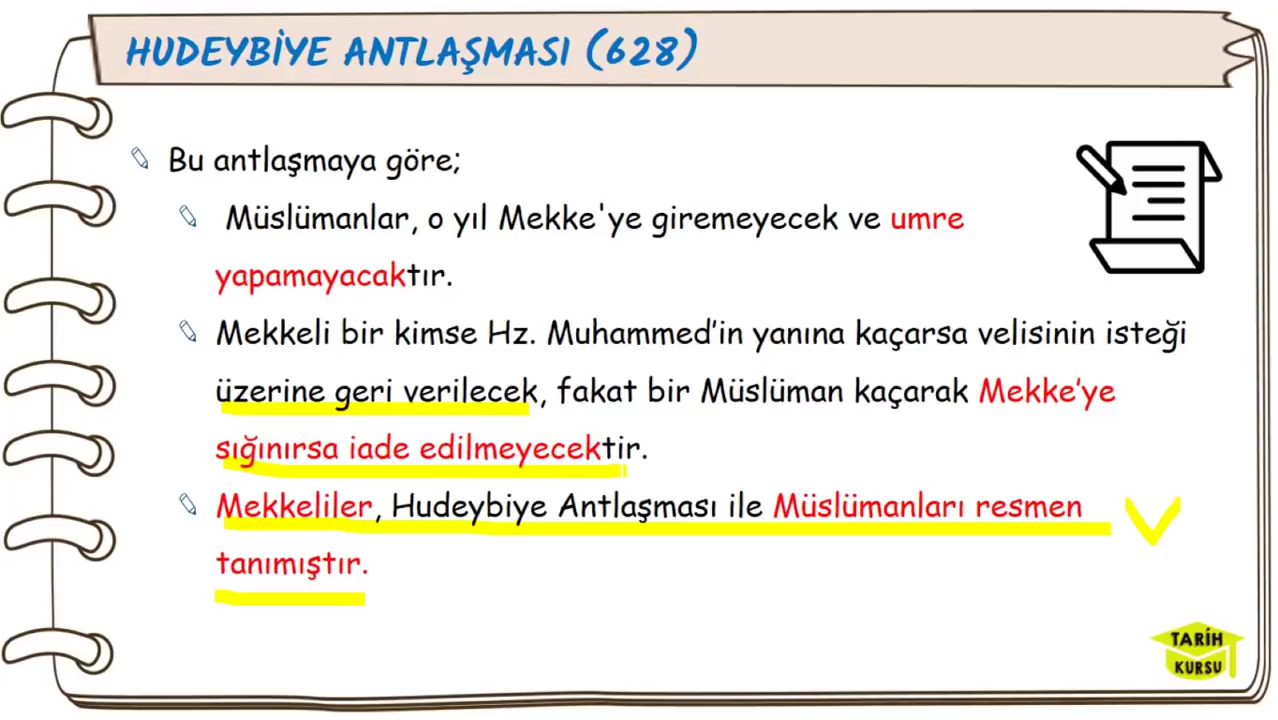 HUDEYBİYE ANTLAŞMASI (628)
Bu antlaşmaya göre;
Müslümanlar, o yıl Mekke'ye giremeyecek ve umre
yapamayacaktır.
Mekkeli bir kimse Hz. Muhammed’in yanına kaçarsa velisinin isteği
üzerine geri verilecek, fakat bir Müslüman kaçarak Mekke’ye
sığınırsa iade edilmeyecektir.
Mekkeliler, Hudeybiye Antlaşması ile Müslümanları resmen
tanımıştır.
TARİH
KURSU